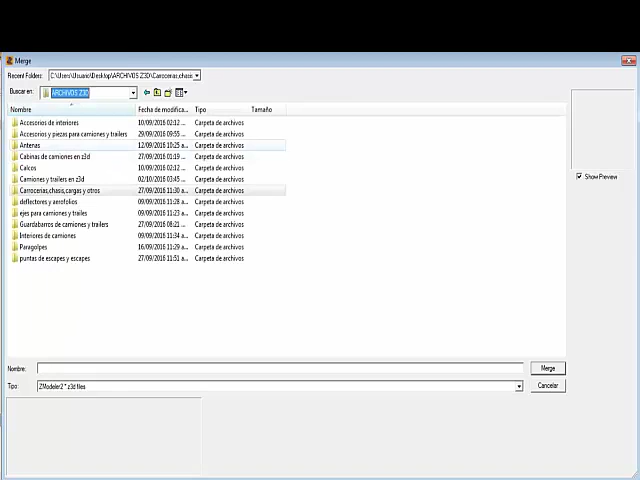 Merge
Recent Folders: C:\Users\Usuario\Desktop\ARCHIVOS Z3D\Carrocerias,chasis
Buscar en: ARCHIVOS Z3D
Nombre Fecha de modifica... Tipo Tamaño
Accesorios de interiores 10/09/2016 02:12 ... Carpeta de archivos
Accesorios y piezas para camiones y trailers 29/09/2016 09:55 ... Carpeta de archivos
Antenas 12/09/2016 10:25 a... Carpeta de archivos
Cabinas de camiones en z3d 27/09/2016 01:19 ... Carpeta de archivos
Calcos 10/09/2016 02:12 ... Carpeta de archivos
Camiones y trailers en z3d 02/10/2016 03:45 ... Carpeta de archivos
Carrocerias,chasis,cargas y otros 27/09/2016 11:30 a... Carpeta de archivos
deflectores y aerofolios 09/09/2016 11:28 a... Carpeta de archivos
ejes para camiones y trailes 09/09/2016 11:23 a... Carpeta de archivos
Guardabarros de camiones y trailers 27/09/2016 08:21 ... Carpeta de archivos
Interiores de camiones 09/09/2016 11:34 a... Carpeta de archivos
Paragolpes 16/09/2016 11:29 a... Carpeta de archivos
puntas de escapes y escapes 27/09/2016 11:51 a... Carpeta de archivos
Show Preview
Nombre: Merge
Tipo: ZModeler2 *.z3d files Cancelar